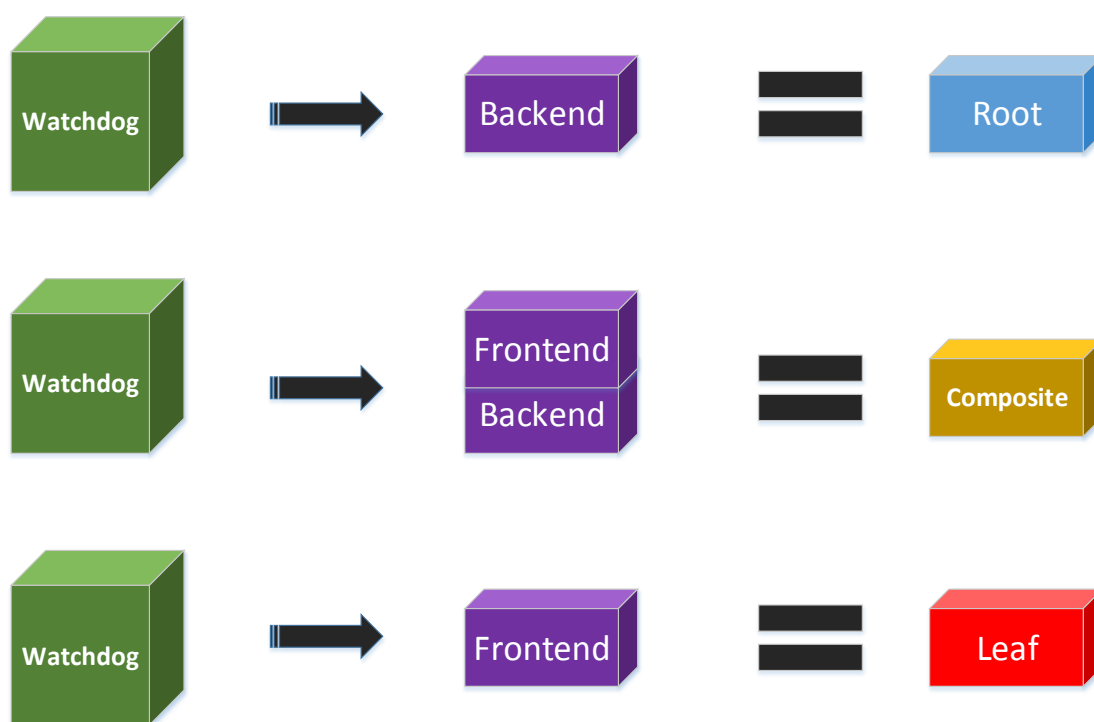 Watchdog
Backend
Root
Watchdog
Frontend
Backend
Composite
Watchdog
Frontend
Leaf